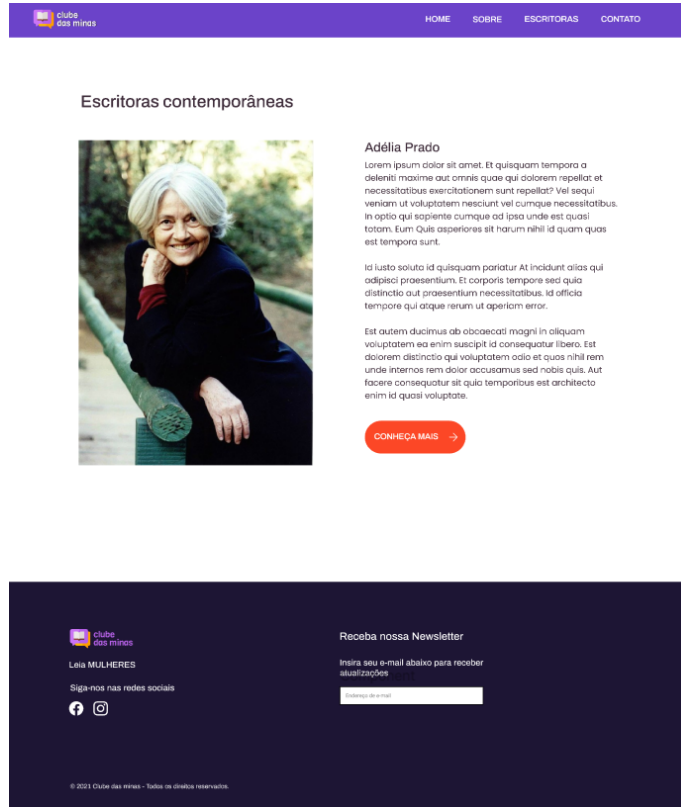 clube
das minas
HOME SOBRE ESCRITORAS CONTATO
Escritoras contemporâneas
Adélia Prado
Lorem ipsum dolor sit amet. Et quisquam tempora a
deleniti maxime aut omnis quae qui dolorem repellat et
necessitatibus exercitationem sunt repellat? Vel sequi
veniam ut voluptatem nesciunt vel cumque necessitatibus.
In optio qui sapiente cumque ad ipsa unde est quasi
totam. Eum Quis asperiores sit harum nihil id quam quas
est tempora sunt.
Id iusto soluta id quisquam pariatur At incidunt alias qui
adipisci praesentium. Et corporis tempore sed quia
distinctio aut praesentium necessitatibus. Id officia
tempore qui atque rerum ut aperiam error.
Est autem ducimus ab obcaecati magni in aliquam
voluptatem ea enim suscipit id consequatur libero. Est
dolorem distinctio qui voluptatem odio et quos nihil rem
unde internos rem dolor accusamus sed nobis quis. Aut
facere consequatur sit quia temporibus est architecto
enim id quasi voluptate.
CONHEÇA MAIS
clube
das minas
Leia MULHERES
Siga-nos nas redes sociais
Receba nossa Newsletter
Insira seu e-mail abaixo para receber
atualizações
Endereço de e-mail
© 2021 Clube das minas - Todos os direitos reservados.